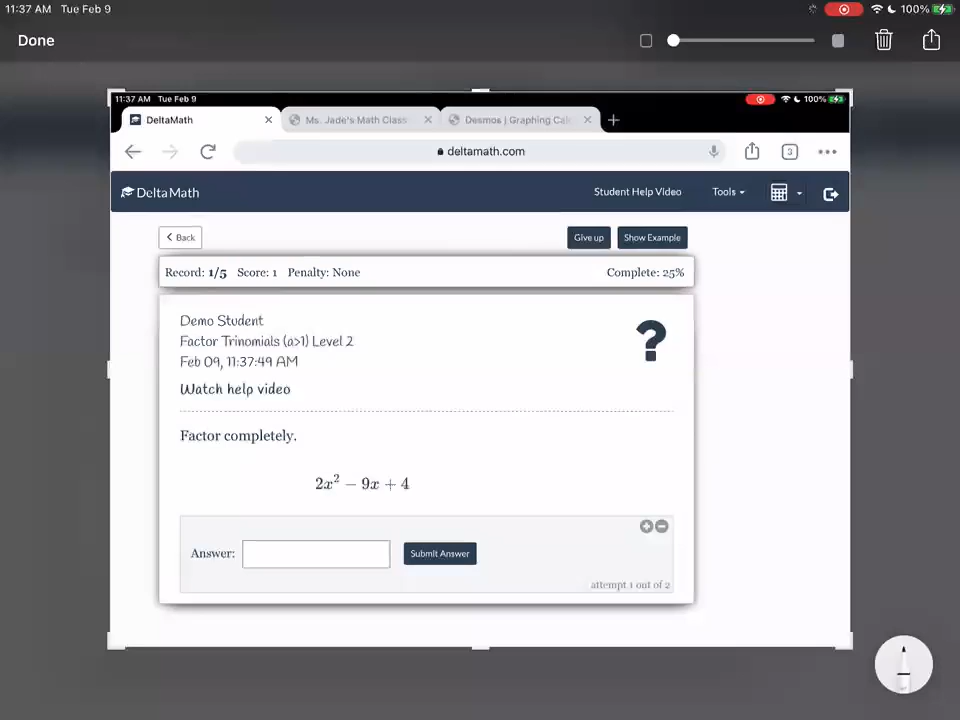 11:37 AM Tue Feb 9
100%
Done
11:37 AM Tue Feb 9
100%
DeltaMath
Ms. Jade's Math Class
Desmos | Graphing Calc
deltamath.com
3
DeltaMath
Student Help Video
Tools
Back
Give up
Show Example
Record: 1/5 Score: 1 Penalty: None
Complete: 25%
Demo Student
Factor Trinomials (a>1) Level 2
Feb 09, 11:37:49 AM
Watch help video
?
Factor completely.
2x² − 9x + 4
Answer:
Submit Answer
attempt 1 out of 2